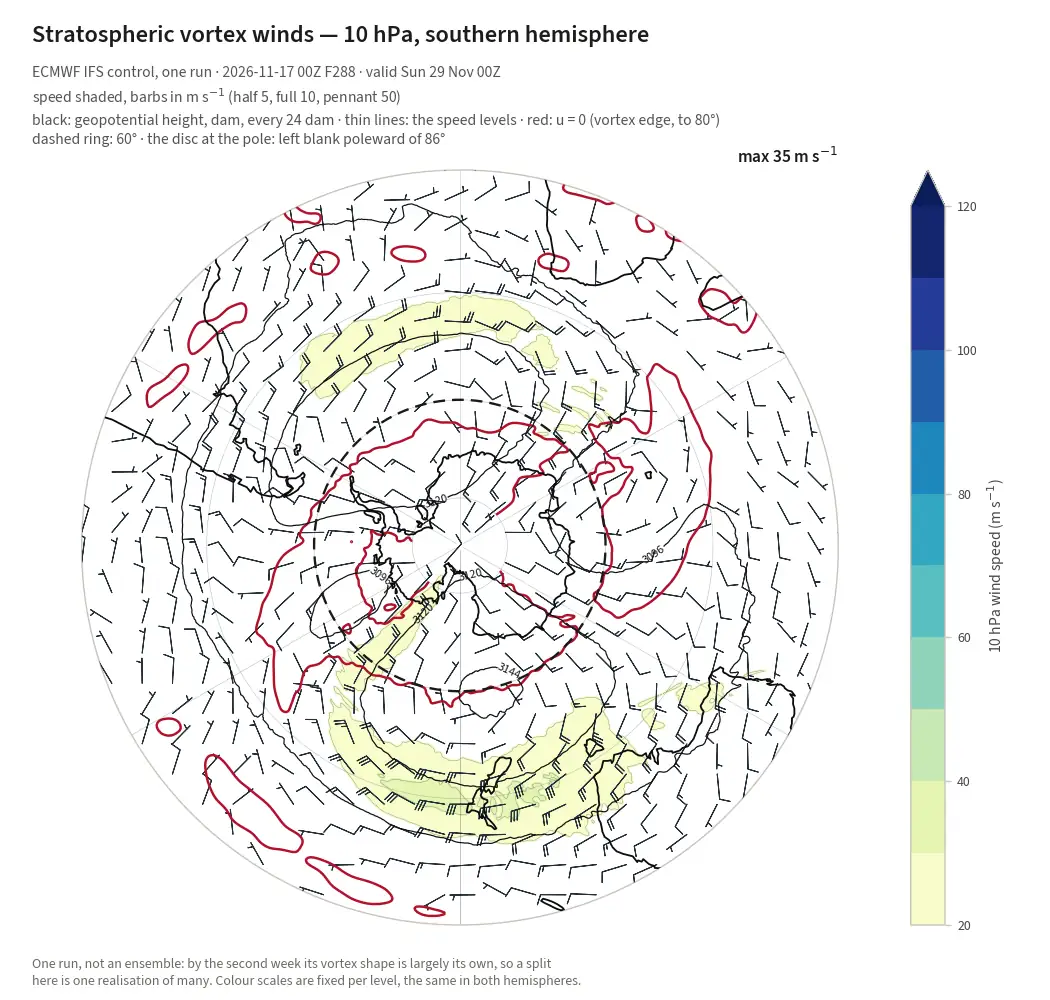 Stratospheric vortex winds — 10 hPa, southern hemisphere
ECMWF IFS control, one run · 2026-11-17 00Z F288 · valid Sun 29 Nov 00Z
speed shaded, barbs in m s⁻¹ (half 5, full 10, pennant 50)
black: geopotential height, dam, every 24 dam · thin lines: the speed levels · red: u = 0 (vortex edge, to 80°)
dashed ring: 60° · the disc at the pole: left blank poleward of 86°
max 35 m s⁻¹
120
100
80
60
40
20
10 hPa wind speed (m s⁻¹)
3096
3120
3120
3144
One run, not an ensemble: by the second week its vortex shape is largely its own, so a split
here is one realisation of many. Colour scales are fixed per level, the same in both hemispheres.